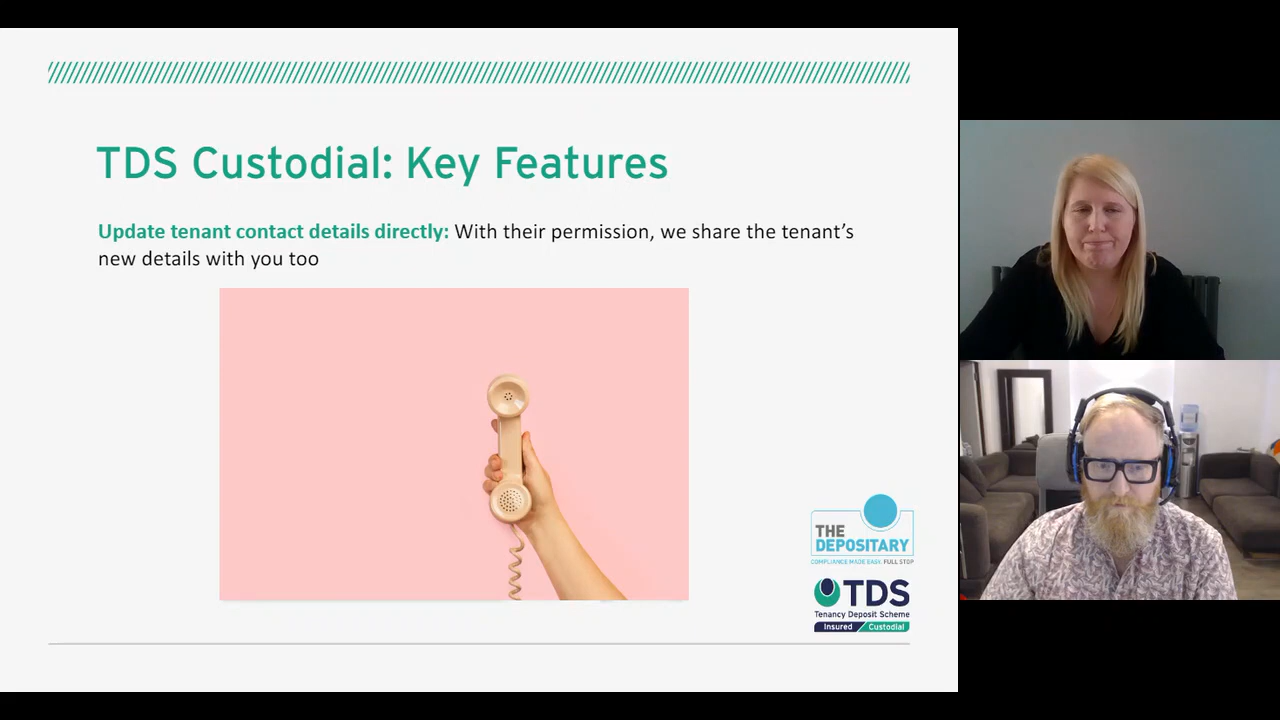 TDS Custodial: Key Features
Update tenant contact details directly: With their permission, we share the tenant’s
new details with you too
THE
DEPOSITARY
COMPLIANCE MADE EASY. FULL STOP
TDS
Tenancy Deposit Scheme
Insured Custodial